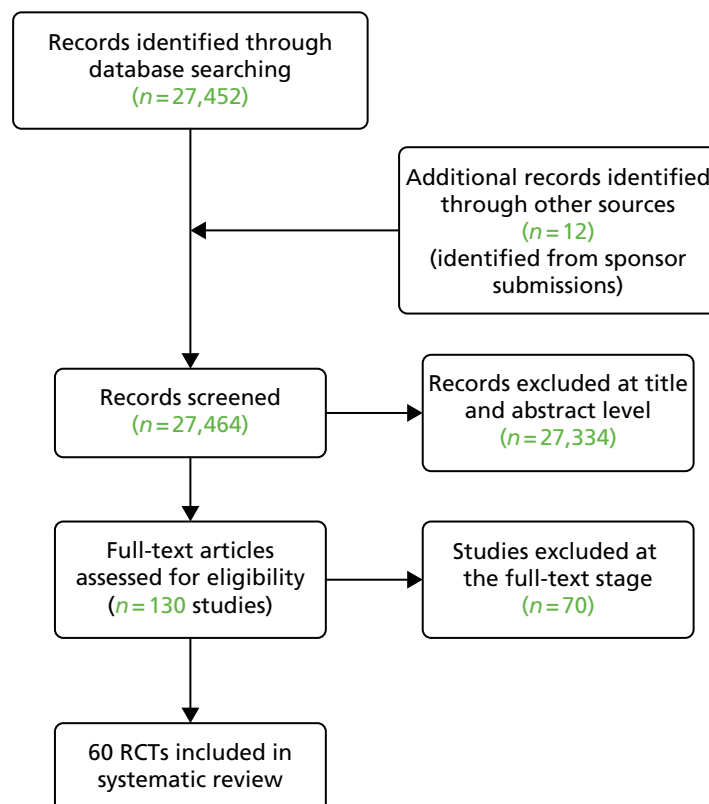 Records identified through
database searching
(n=27,452)
Additional records identified
through other sources
(n=12)
(identified from sponsor
submissions)
Records screened
(n=27,464)
Records excluded at title
and abstract level
(n=27,334)
Full-text articles
assessed for eligibility
(n=130 studies)
Studies excluded at
the full-text stage
(n=70)
60 RCTs included in
systematic review